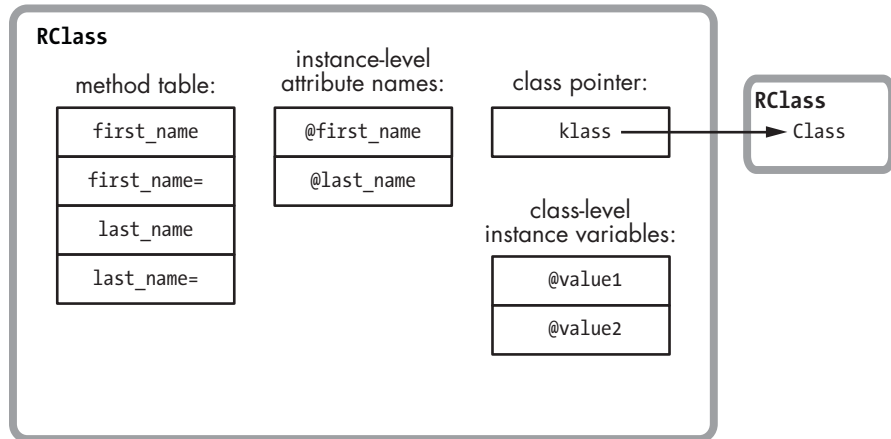 RClass
method table:
first_name
first_name=
last_name
last_name=
instance-level
attribute names:
@first_name
@last_name
class pointer:
klass
class-level
instance variables:
@value1
@value2
RClass
Class